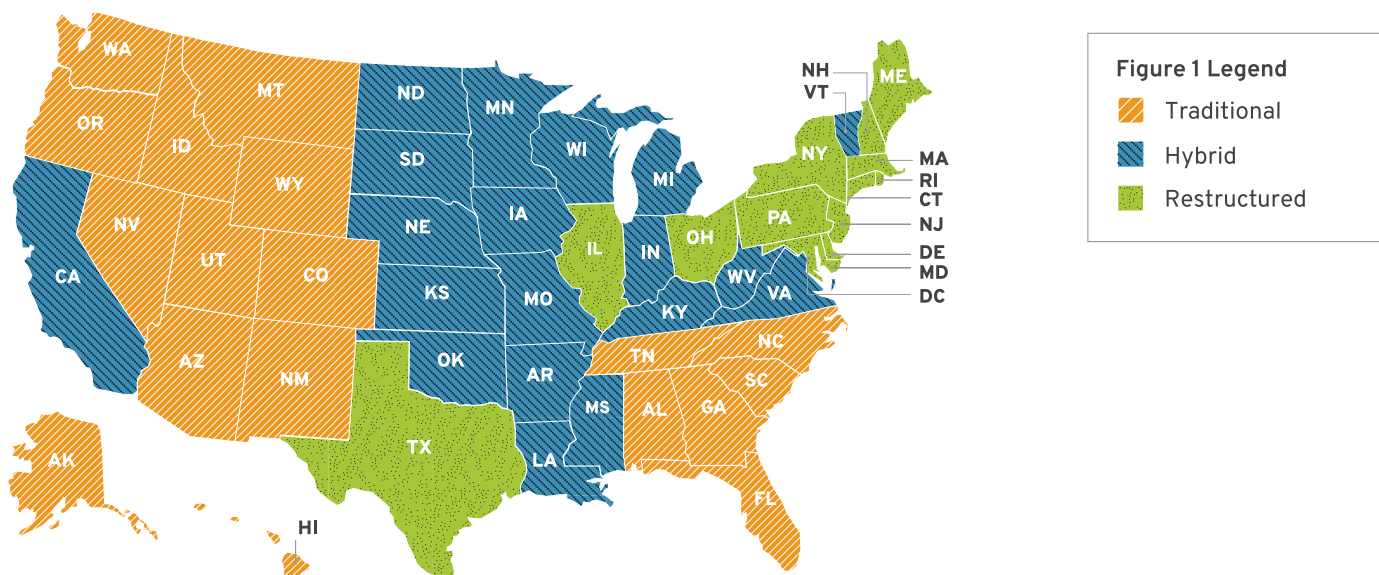 WA
MT
ND
MN
OR
ID
SD
WI
MI
WY
NH
VT
ME
NY
MA
RI
CT
NJ
DE
MD
DC
NV
NE
IA
PA
IL
IN
OH
UT
CO
CA
KS
MO
WV
VA
KY
AZ
NM
OK
AR
TN
NC
SC
MS
AL
GA
TX
LA
AK
FL
HI
Figure 1 Legend
Traditional
Hybrid
Restructured